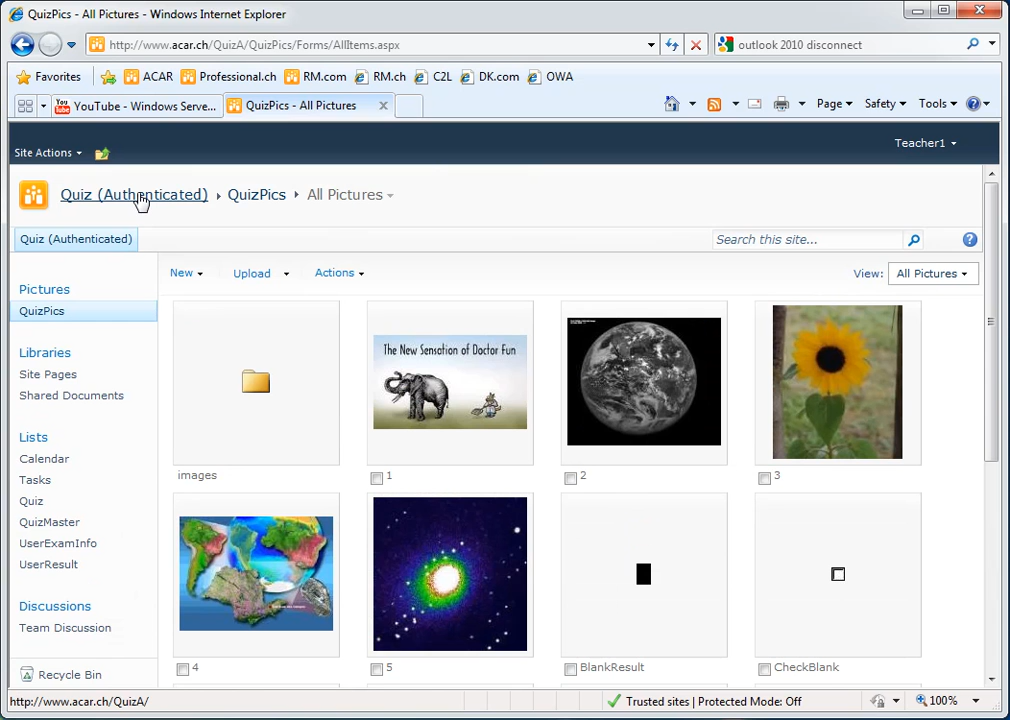 QuizPics - All Pictures - Windows Internet Explorer
http://www.acar.ch/QuizA/QuizPics/Forms/AllItems.aspx
outlook 2010 disconnect
Favorites ACAR Professional.ch RM.com RM.ch C2L DK.com OWA
You Tube YouTube - Windows Serve... QuizPics - All Pictures Page Safety Tools
Site Actions
Teacher1
Quiz (Authenticated) QuizPics All Pictures
Quiz (Authenticated)
Search this site...
Pictures
QuizPics
Libraries
Site Pages
Shared Documents
Lists
Calendar
Tasks
Quiz
QuizMaster
UserExamInfo
UserResult
Discussions
Team Discussion
Recycle Bin
New Upload Actions
View: All Pictures
The New Sensation of Doctor Fun
images 1 2 3
4 5 BlankResult CheckBlank
http://www.acar.ch/QuizA/ Trusted sites | Protected Mode: Off 100%